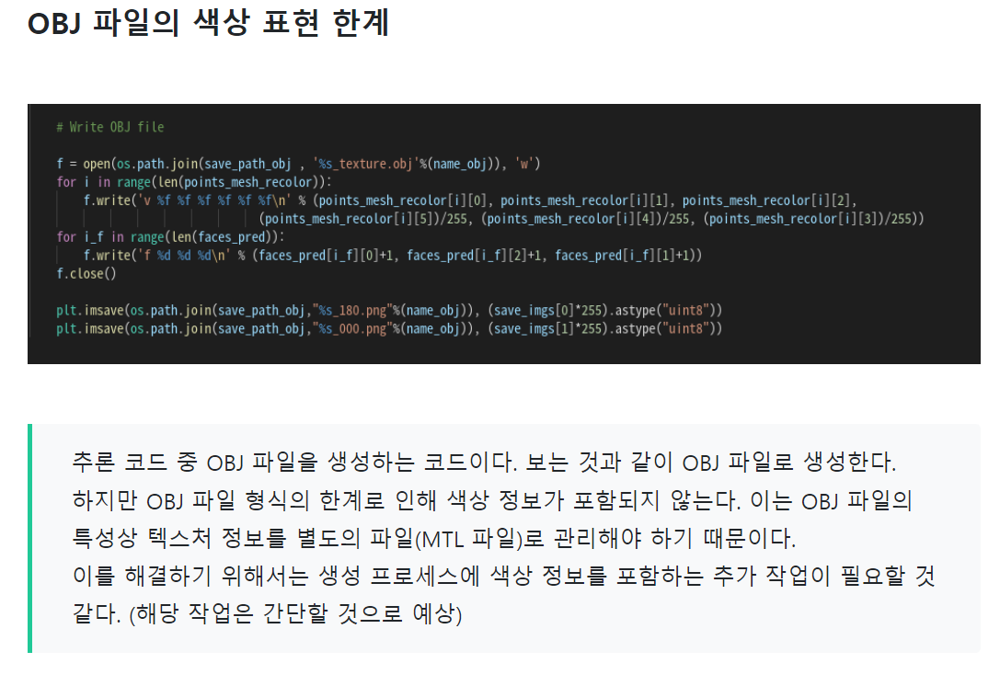 OBJ 파일의 색상 표현 한계
# Write OBJ file
f = open(os.path.join(save_path_obj , '%s_texture.obj'%(name_obj)), 'w')
for i in range(len(points_mesh_recolor)):
f.write('v %f %f %f %f %f %f\n' % (points_mesh_recolor[i][0], points_mesh_recolor[i][1], points_mesh_recolor[i][2],
(points_mesh_recolor[i][5])/255, (points_mesh_recolor[i][4])/255, (points_mesh_recolor[i][3])/255))
for i_f in range(len(faces_pred)):
f.write('f %d %d %d\n' % (faces_pred[i_f][0]+1, faces_pred[i_f][2]+1, faces_pred[i_f][1]+1))
f.close()
plt.imsave(os.path.join(save_path_obj,"%s_180.png"%(name_obj)), (save_imgs[0]*255).astype("uint8"))
plt.imsave(os.path.join(save_path_obj,"%s_000.png"%(name_obj)), (save_imgs[1]*255).astype("uint8"))
추론 코드 중 OBJ 파일을 생성하는 코드이다. 보는 것과 같이 OBJ 파일로 생성한다.
하지만 OBJ 파일 형식의 한계로 인해 색상 정보가 포함되지 않는다. 이는 OBJ 파일의
특성상 텍스처 정보를 별도의 파일(MTL 파일)로 관리해야 하기 때문이다.
이를 해결하기 위해서는 생성 프로세스에 색상 정보를 포함하는 추가 작업이 필요할 것
같다. (해당 작업은 간단할 것으로 예상)